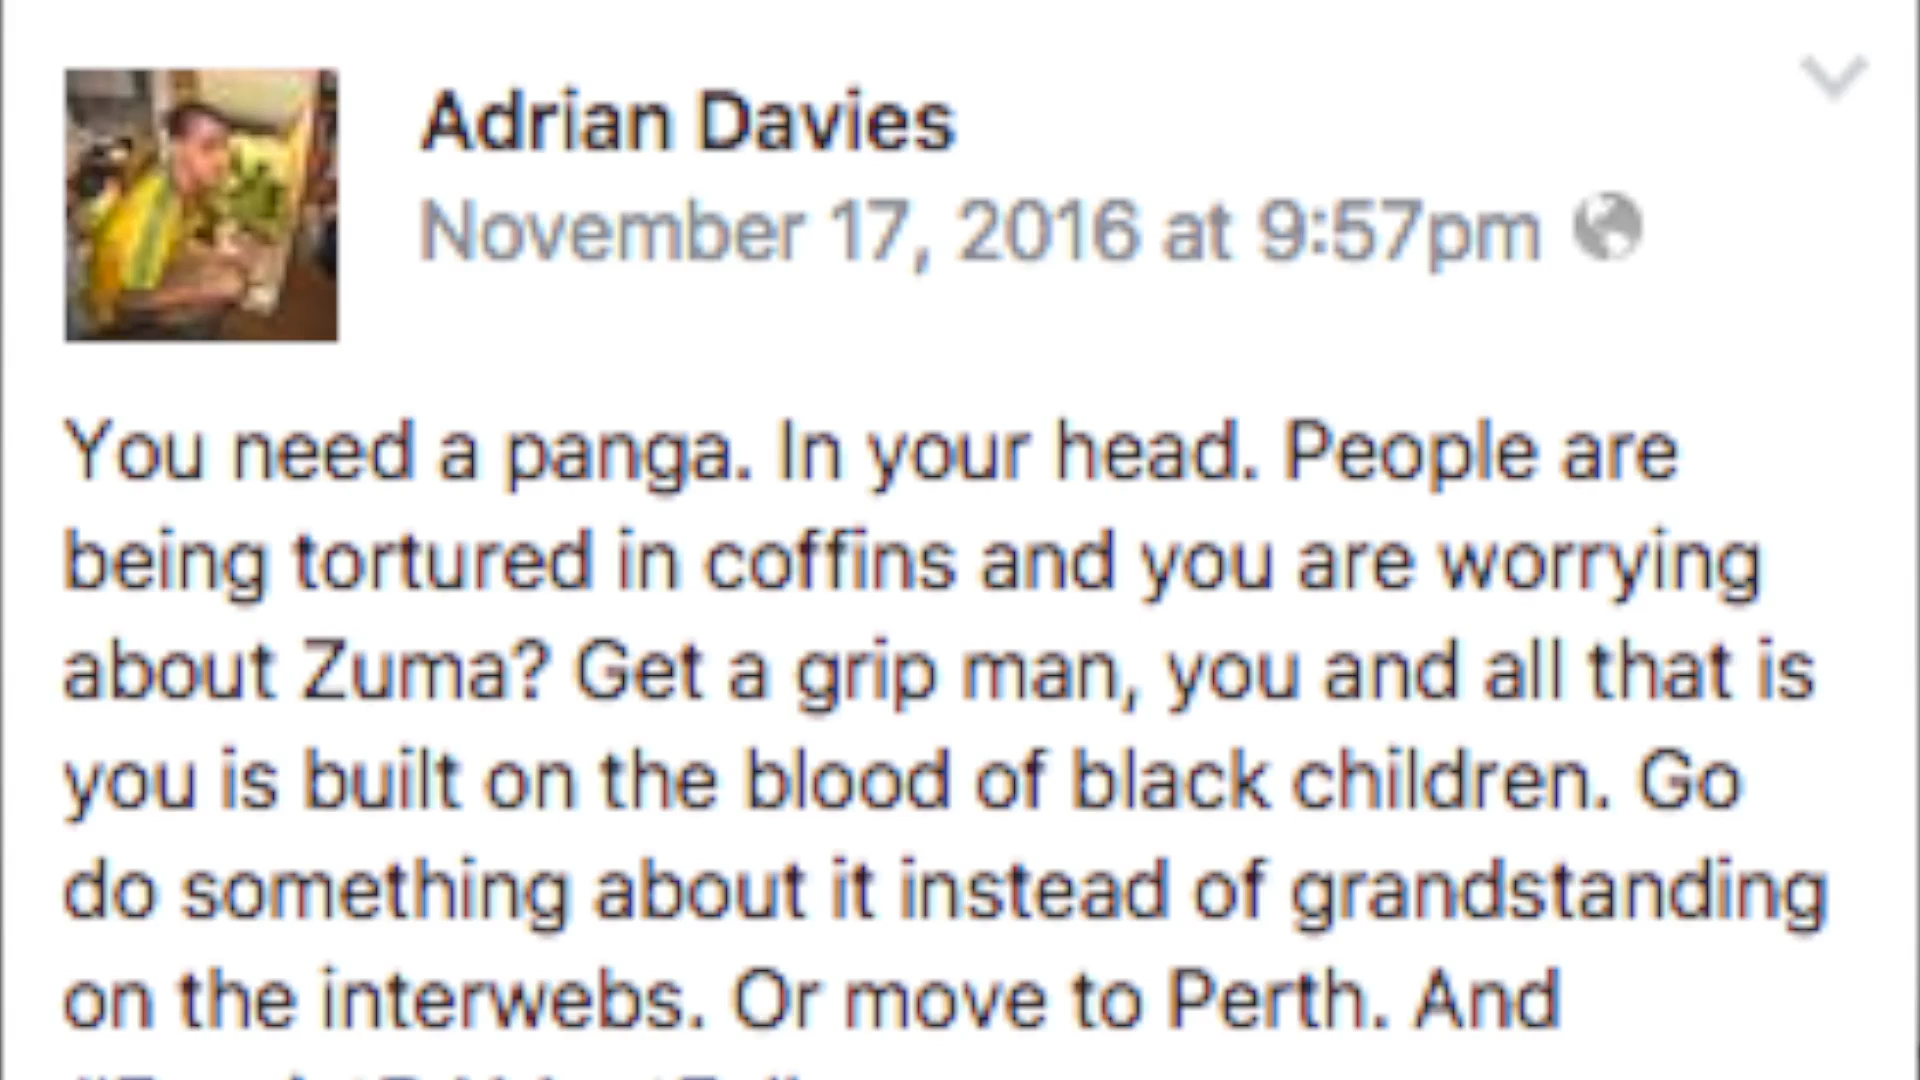 Adrian Davies
November 17, 2016 at 9:57pm
You need a panga. In your head. People are
being tortured in coffins and you are worrying
about Zuma? Get a grip man, you and all that is
you is built on the blood of black children. Go
do something about it instead of grandstanding
on the interwebs. Or move to Perth. And